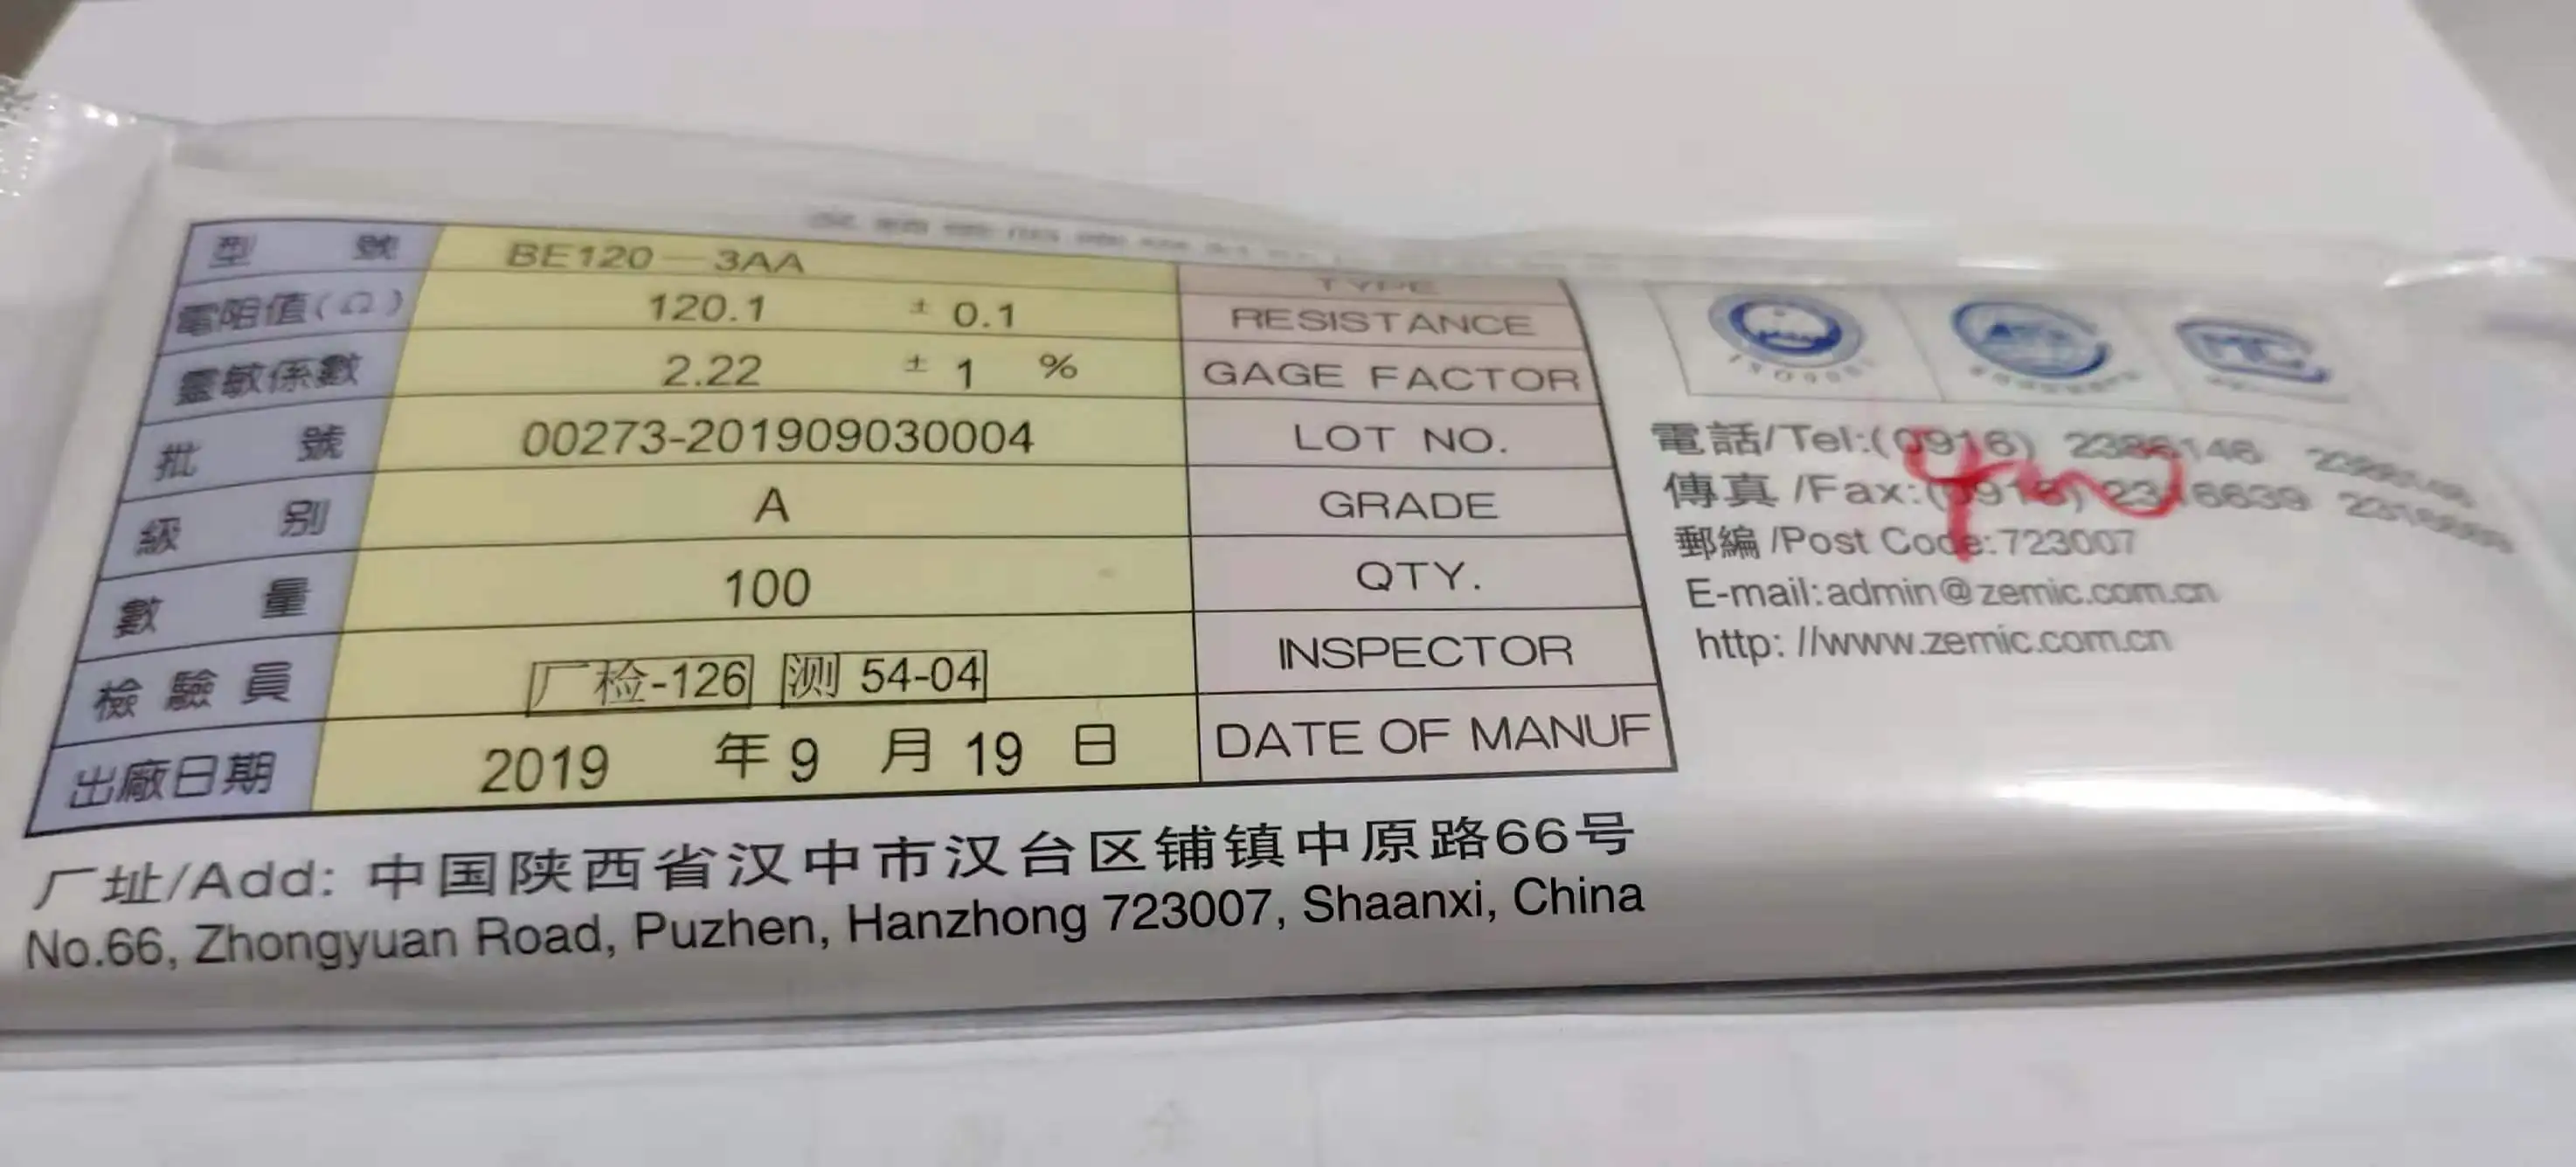 型 號 BE120－3AA TYPE
電阻值(Ω) 120.1 ± 0.1 RESISTANCE
靈敏係數 2.22 ± 1 % GAGE FACTOR
批 號 00273-201909030004 LOT NO.
級 别 A GRADE
數 量 100 QTY.
檢 驗 員 厂检-126 测 54-04 INSPECTOR
出廠日期 2019 年 9 月 19 日 DATE OF MANUF
厂址/Add: 中国陕西省汉中市汉台区铺镇中原路66号
No.66, Zhongyuan Road, Puzhen, Hanzhong 723007, Shaanxi, China
電話/Tel:(0916) 2386146
傳真/Fax:(0916)
郵編/Post Code:723007
E-mail:admin@zemic.com.cn
http: //www.zemic.com.cn